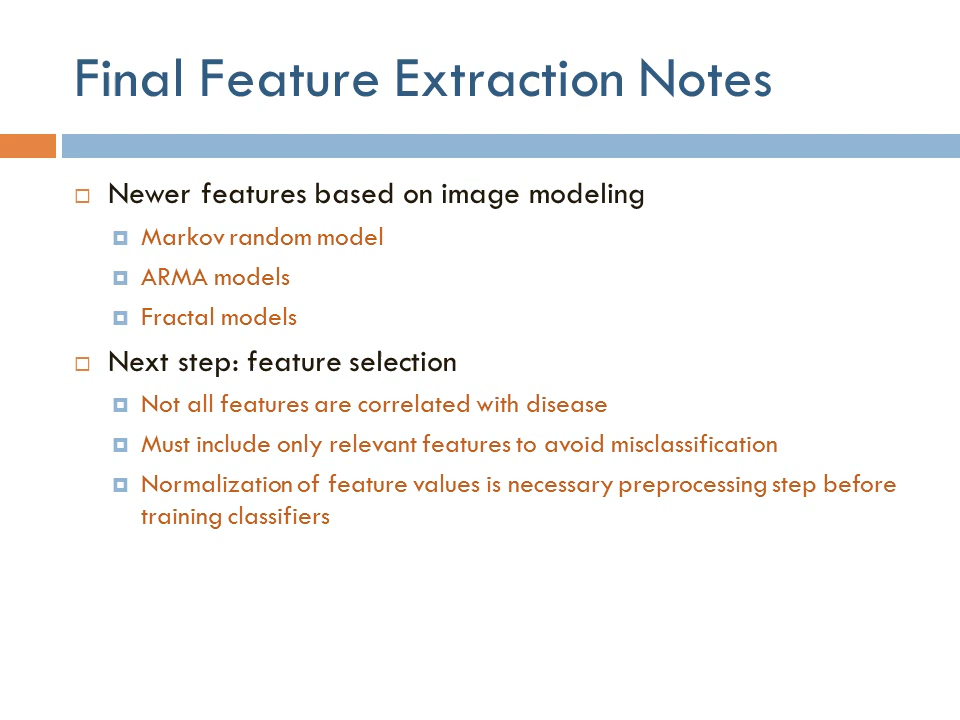 Final Feature Extraction Notes
Newer features based on image modeling
Markov random model
ARMA models
Fractal models
Next step: feature selection
Not all features are correlated with disease
Must include only relevant features to avoid misclassification
Normalization of feature values is necessary preprocessing step before
training classifiers